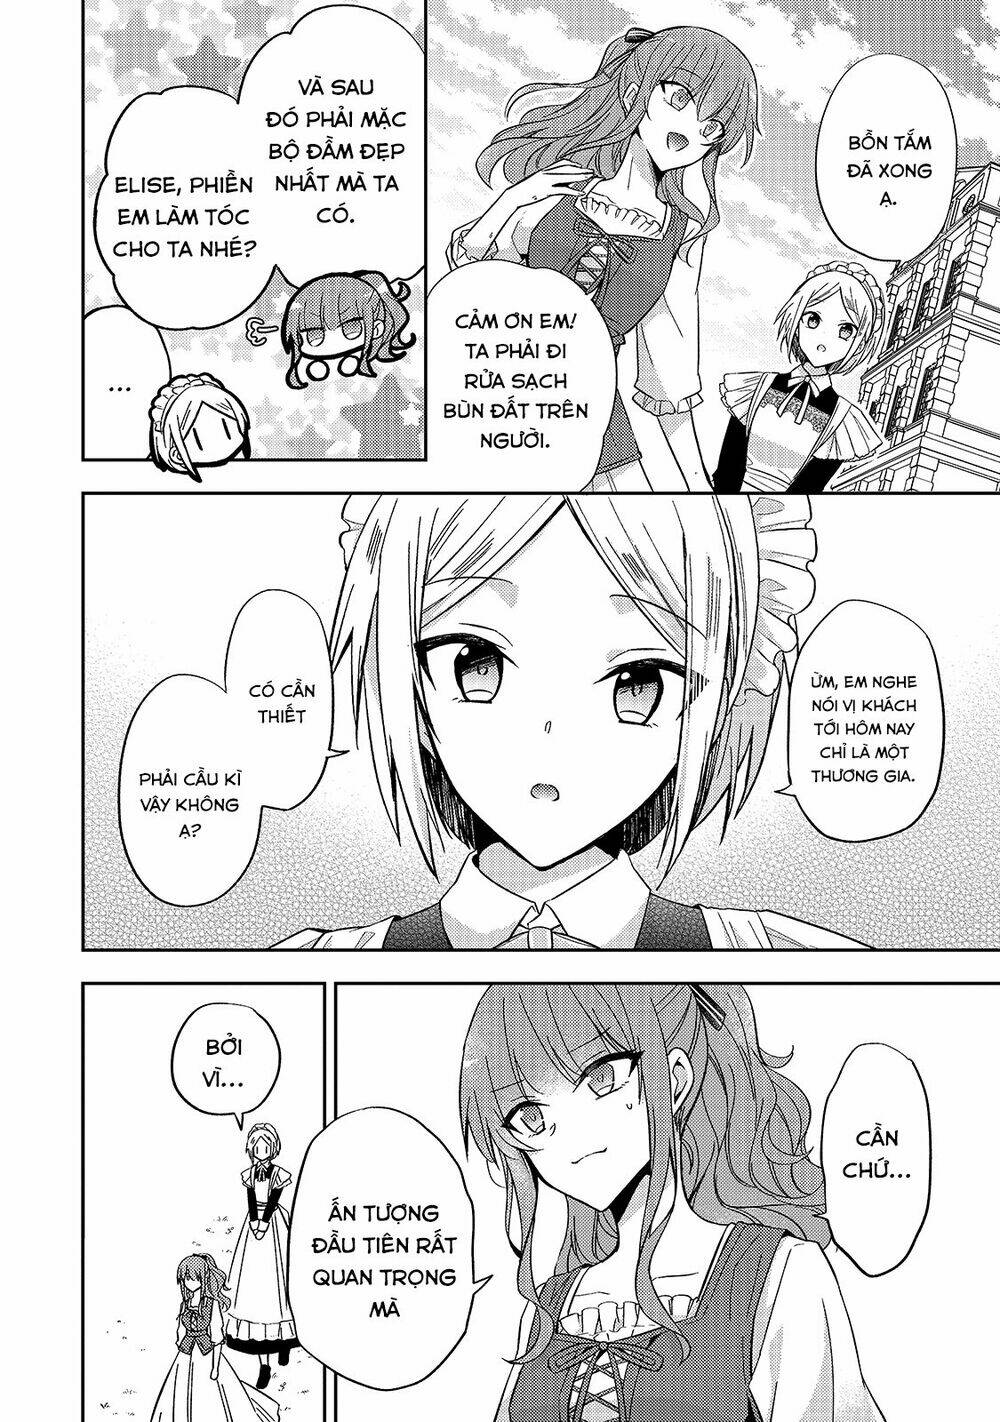 BỒN TẮM
ĐÃ XONG
Ạ.
CẢM ƠN EM!
TA PHẢI ĐI
RỬA SẠCH
BÙN ĐẤT TRÊN
NGƯỜI.
VÀ SAU
ĐÓ PHẢI MẶC
BỘ ĐẦM ĐẸP
NHẤT MÀ TA
CÓ.
ELISE, PHIỀN
EM LÀM TÓC
CHO TA NHÉ?
...
ỪM, EM NGHE
NÓI VỊ KHÁCH
TỚI HÔM NAY
CHỈ LÀ MỘT
THƯƠNG GIA.
CÓ CẦN
THIẾT
PHẢI CẦU KÌ
VẬY KHÔNG
Ạ?
CẦN
CHỨ...
ẤN TƯỢNG
ĐẦU TIÊN RẤT
QUAN TRỌNG
MÀ
BỞI
VÌ...